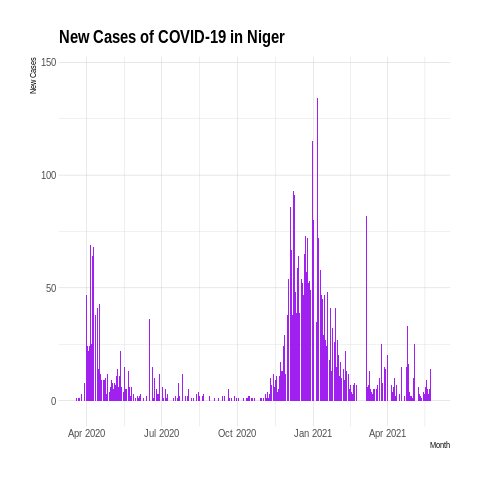 New Cases of COVID-19 in Niger
New Cases
150
100
50
0
Apr 2020 Jul 2020 Oct 2020 Jan 2021 Apr 2021
Month